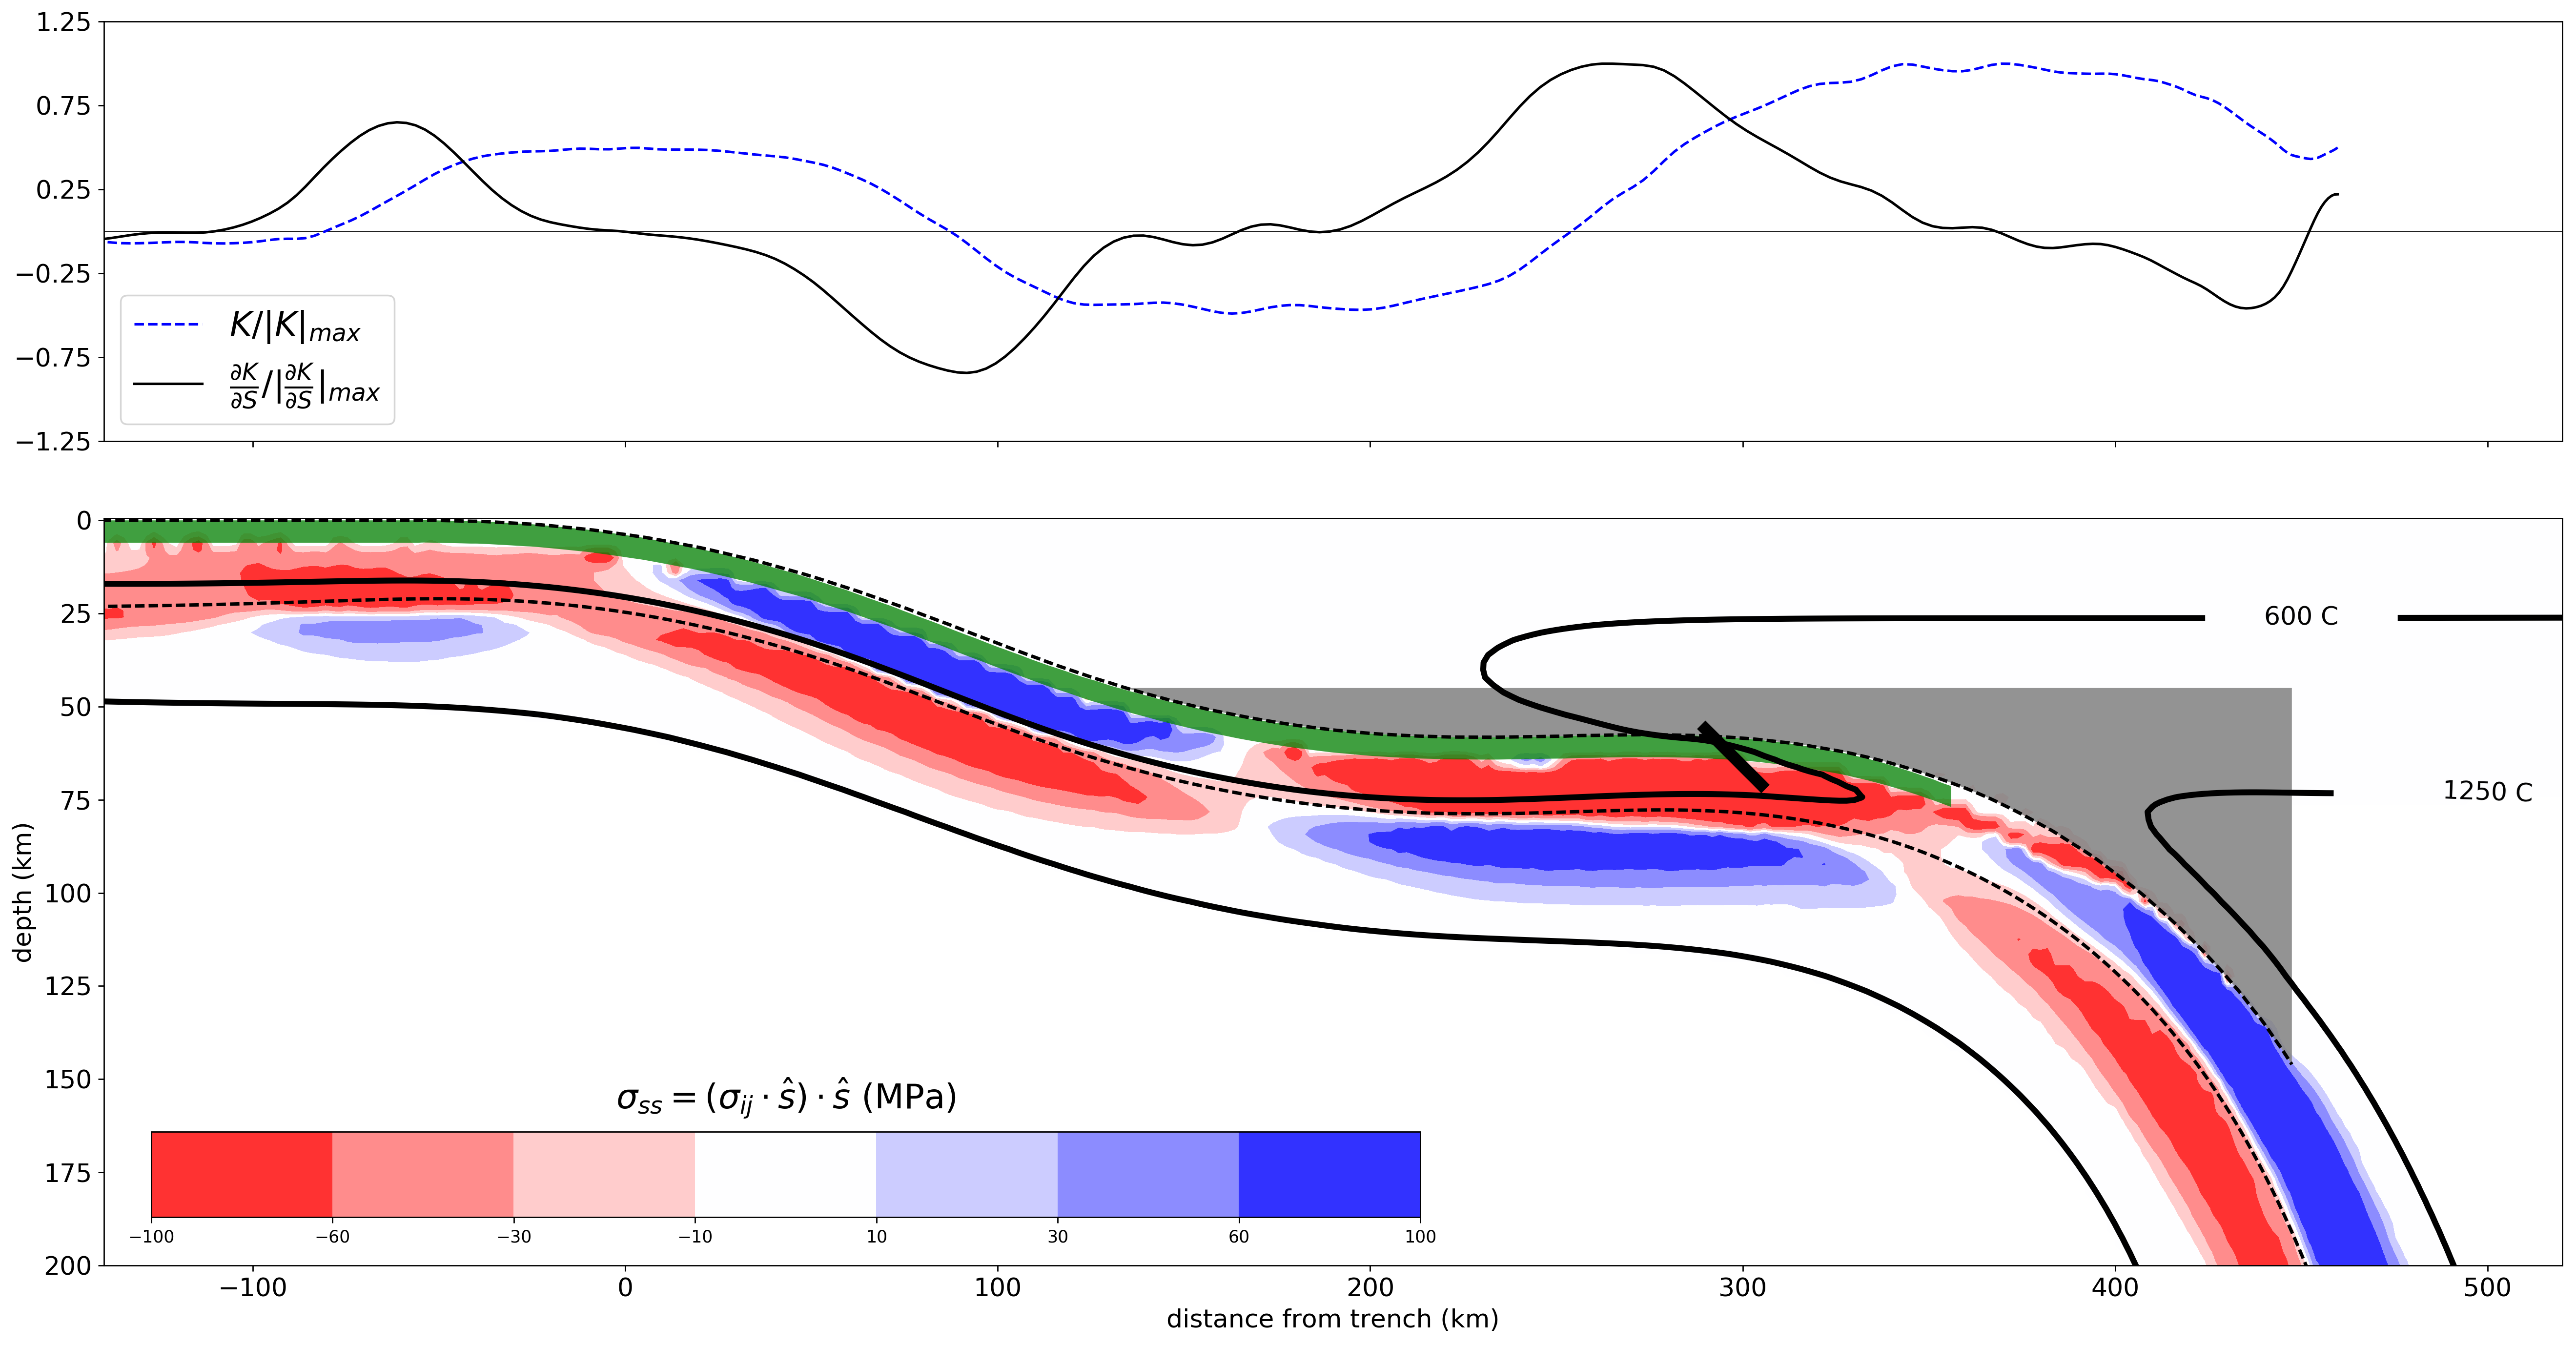 1.25
0.75
0.25
−0.25
−0.75
−1.25
K/|K|max
∂K/∂S/|∂K/∂S|max
0
25
50
75
100
125
150
175
200
depth (km)
600 C
1250 C
σss = (σij · ŝ) · ŝ (MPa)
−100 −60 −30 −10 10 30 60 100
−100 0 100 200 300 400 500
distance from trench (km)